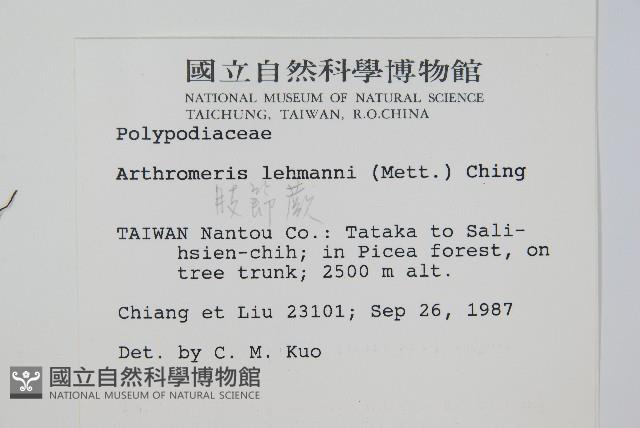 國立自然科學博物館
NATIONAL MUSEUM OF NATURAL SCIENCE
TAICHUNG, TAIWAN, R.O.CHINA
Polypodiaceae
Arthromeris lehmanni (Mett.) Ching
肢節蕨
TAIWAN Nantou Co.: Tataka to Sali-
hsien-chih; in Picea forest, on
tree trunk; 2500 m alt.
Chiang et Liu 23101; Sep 26, 1987
Det. by C. M. Kuo
國立自然科學博物館
NATIONAL MUSEUM OF NATURAL SCIENCE